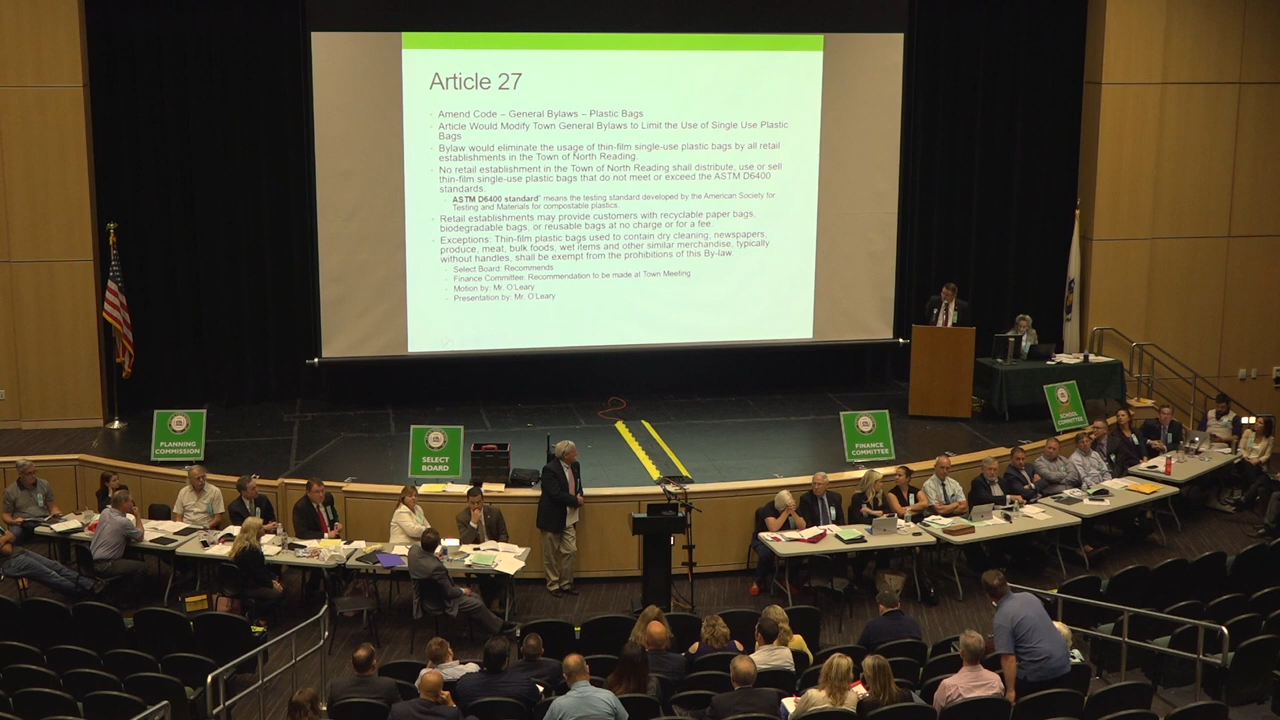 Article 27
Amend Code – General Bylaws – Plastic Bags
Article Would Modify Town General Bylaws to Limit the Use of Single Use Plastic
Bags
Bylaw would eliminate the usage of thin-film single-use plastic bags by all retail
establishments in the Town of North Reading.
No retail establishment in the Town of North Reading shall distribute, use or sell
thin-film single-use plastic bags that do not meet or exceed the ASTM D6400
standards.
ASTM D6400 standard" means the testing standard developed by the American Society for
Testing and Materials for compostable plastics.
Retail establishments may provide customers with recyclable paper bags,
biodegradable bags, or reusable bags at no charge or for a fee.
Exceptions: Thin-film plastic bags used to contain dry cleaning, newspapers,
produce, meat, bulk foods, wet items and other similar merchandise, typically
without handles, shall be exempt from the prohibitions of this By-law.
Select Board: Recommends
Finance Committee: Recommendation to be made at Town Meeting
Motion by: Mr. O'Leary
Presentation by: Mr. O'Leary
PLANNING
COMMISSION
SELECT
BOARD
FINANCE
COMMITTEE
SCHOOL
COMMITTEE